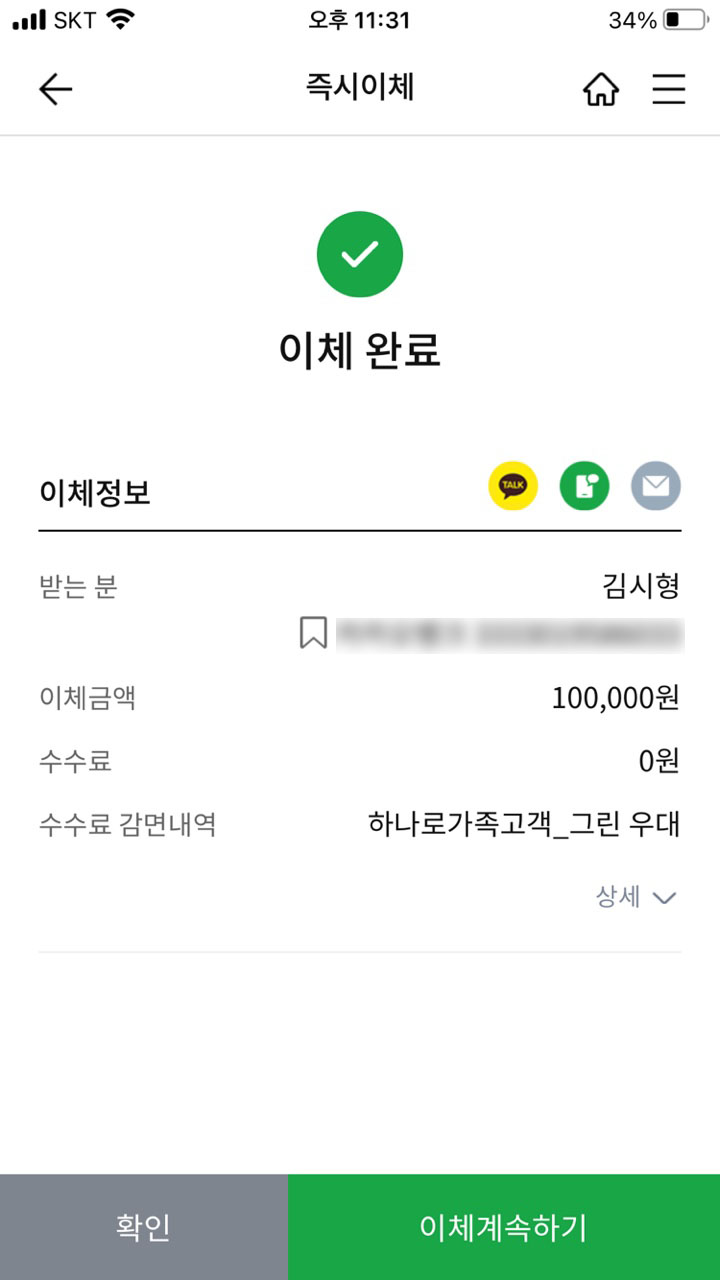 SKT 오후 11:31 34%
즉시이체
이체 완료
이체정보
TALK
받는 분 김시형
이체금액 100,000원
수수료 0원
수수료 감면내역 하나로가족고객_그린 우대
상세
확인 이체계속하기